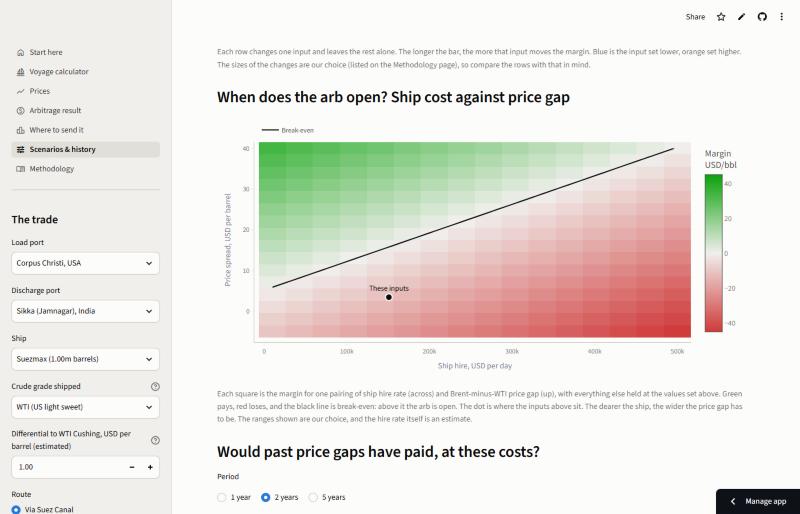 Share
Start here
Voyage calculator
Prices
Arbitrage result
Where to send it
Scenarios & history
Methodology
The trade
Load port
Corpus Christi, USA
Discharge port
Sikka (Jamnagar), India
Ship
Suezmax (1.00m barrels)
Crude grade shipped
WTI (US light sweet)
Differential to WTI Cushing, USD per
barrel (estimated)
1.00
Route
Via Suez Canal
Each row changes one input and leaves the rest alone. The longer the bar, the more that input moves the margin. Blue is the input set lower, orange set higher.
The sizes of the changes are our choice (listed on the Methodology page), so compare the rows with that in mind.
When does the arb open? Ship cost against price gap
Break-even
Price spread, USD per barrel
40
30
20
10
0
These inputs
0 100k 200k 300k 400k 500k
Ship hire, USD per day
Margin
USD/bbl
40
20
0
−20
−40
Each square is the margin for one pairing of ship hire rate (across) and Brent-minus-WTI price gap (up), with everything else held at the values set above. Green
pays, red loses, and the black line is break-even: above it the arb is open. The dot is where the inputs above sit. The dearer the ship, the wider the price gap has
to be. The ranges shown are our choice, and the hire rate itself is an estimate.
Would past price gaps have paid, at these costs?
Period
1 year 2 years 5 years
Manage app